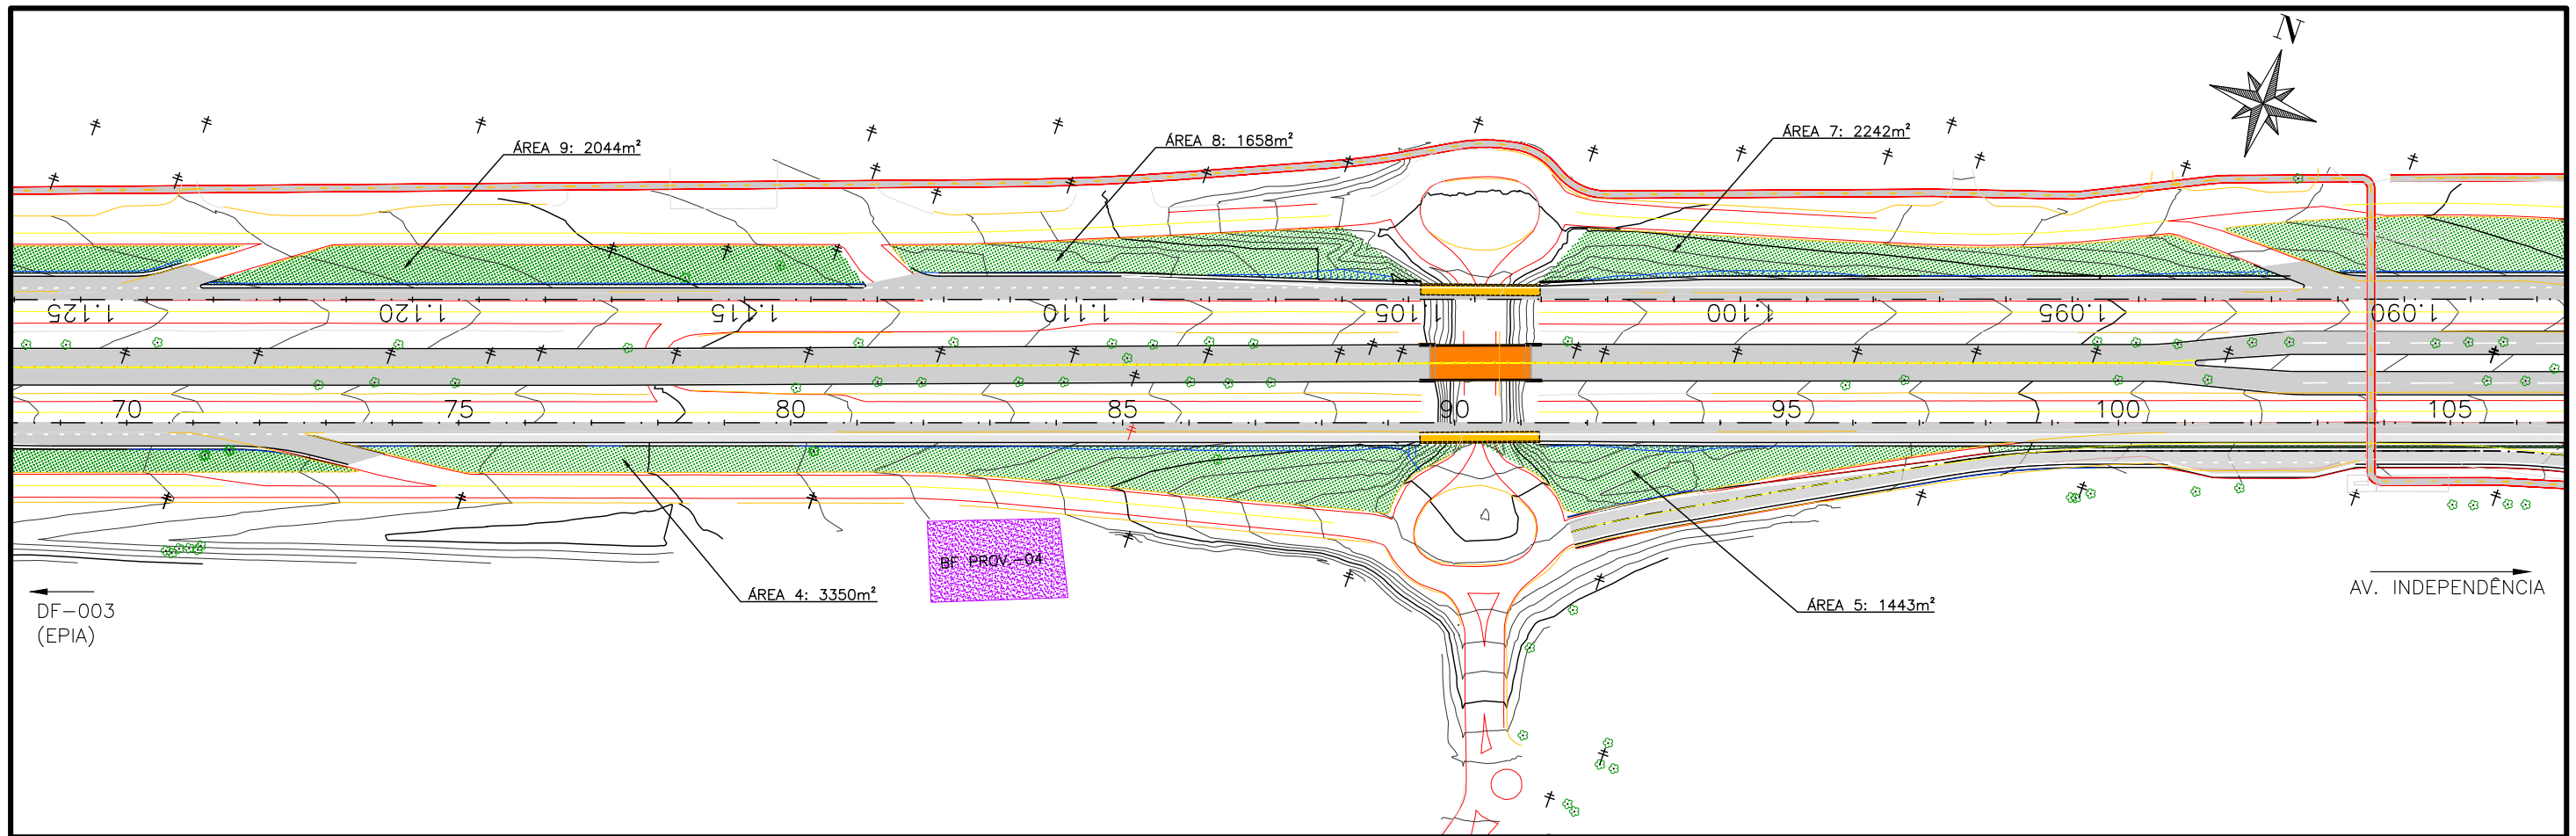 N
ÁREA 9: 2044m²
ÁREA 8: 1658m²
ÁREA 7: 2242m²
1.125
1.120
1.115
1.110
1.105
1.100
1.095
1.090
70
75
80
85
90
95
100
105
BF PROV.-04
ÁREA 4: 3350m²
ÁREA 5: 1443m²
DF-003
(EPIA)
AV. INDEPENDÊNCIA